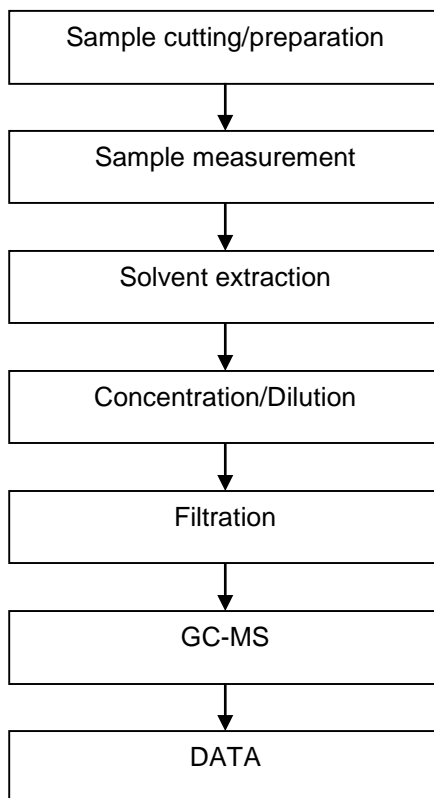 Sample cutting/preparation
Sample measurement
Solvent extraction
Concentration/Dilution
Filtration
GC-MS
DATA